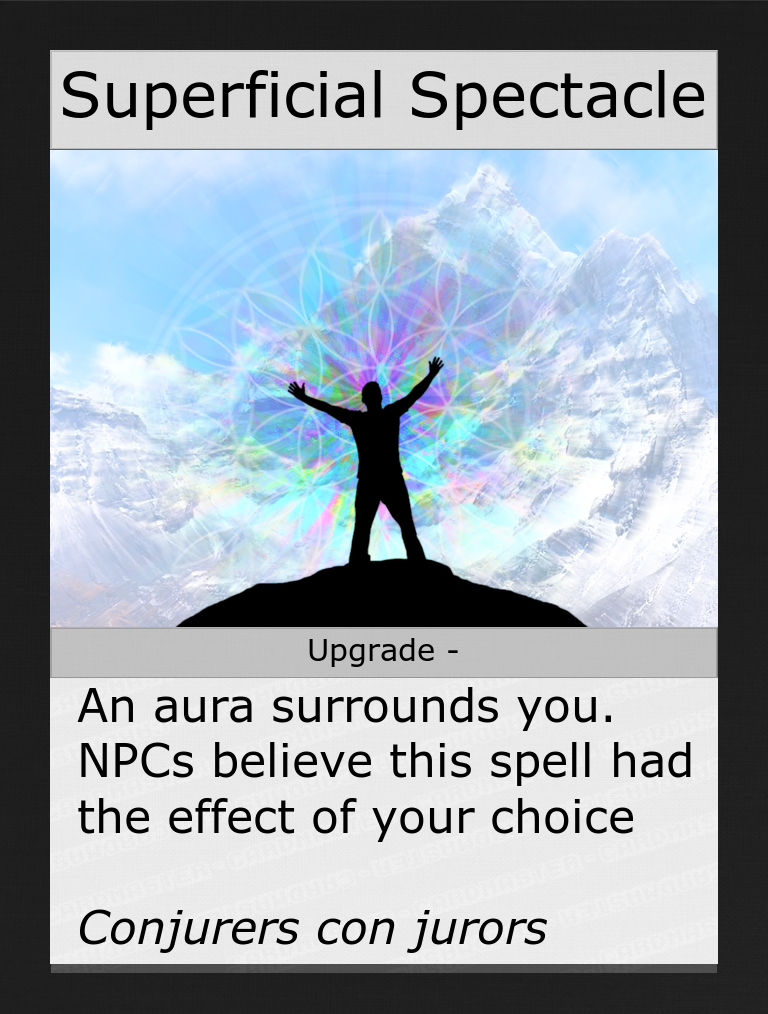 Superficial Spectacle
Upgrade -
An aura surrounds you.
NPCs believe this spell had
the effect of your choice
Conjurers con jurors